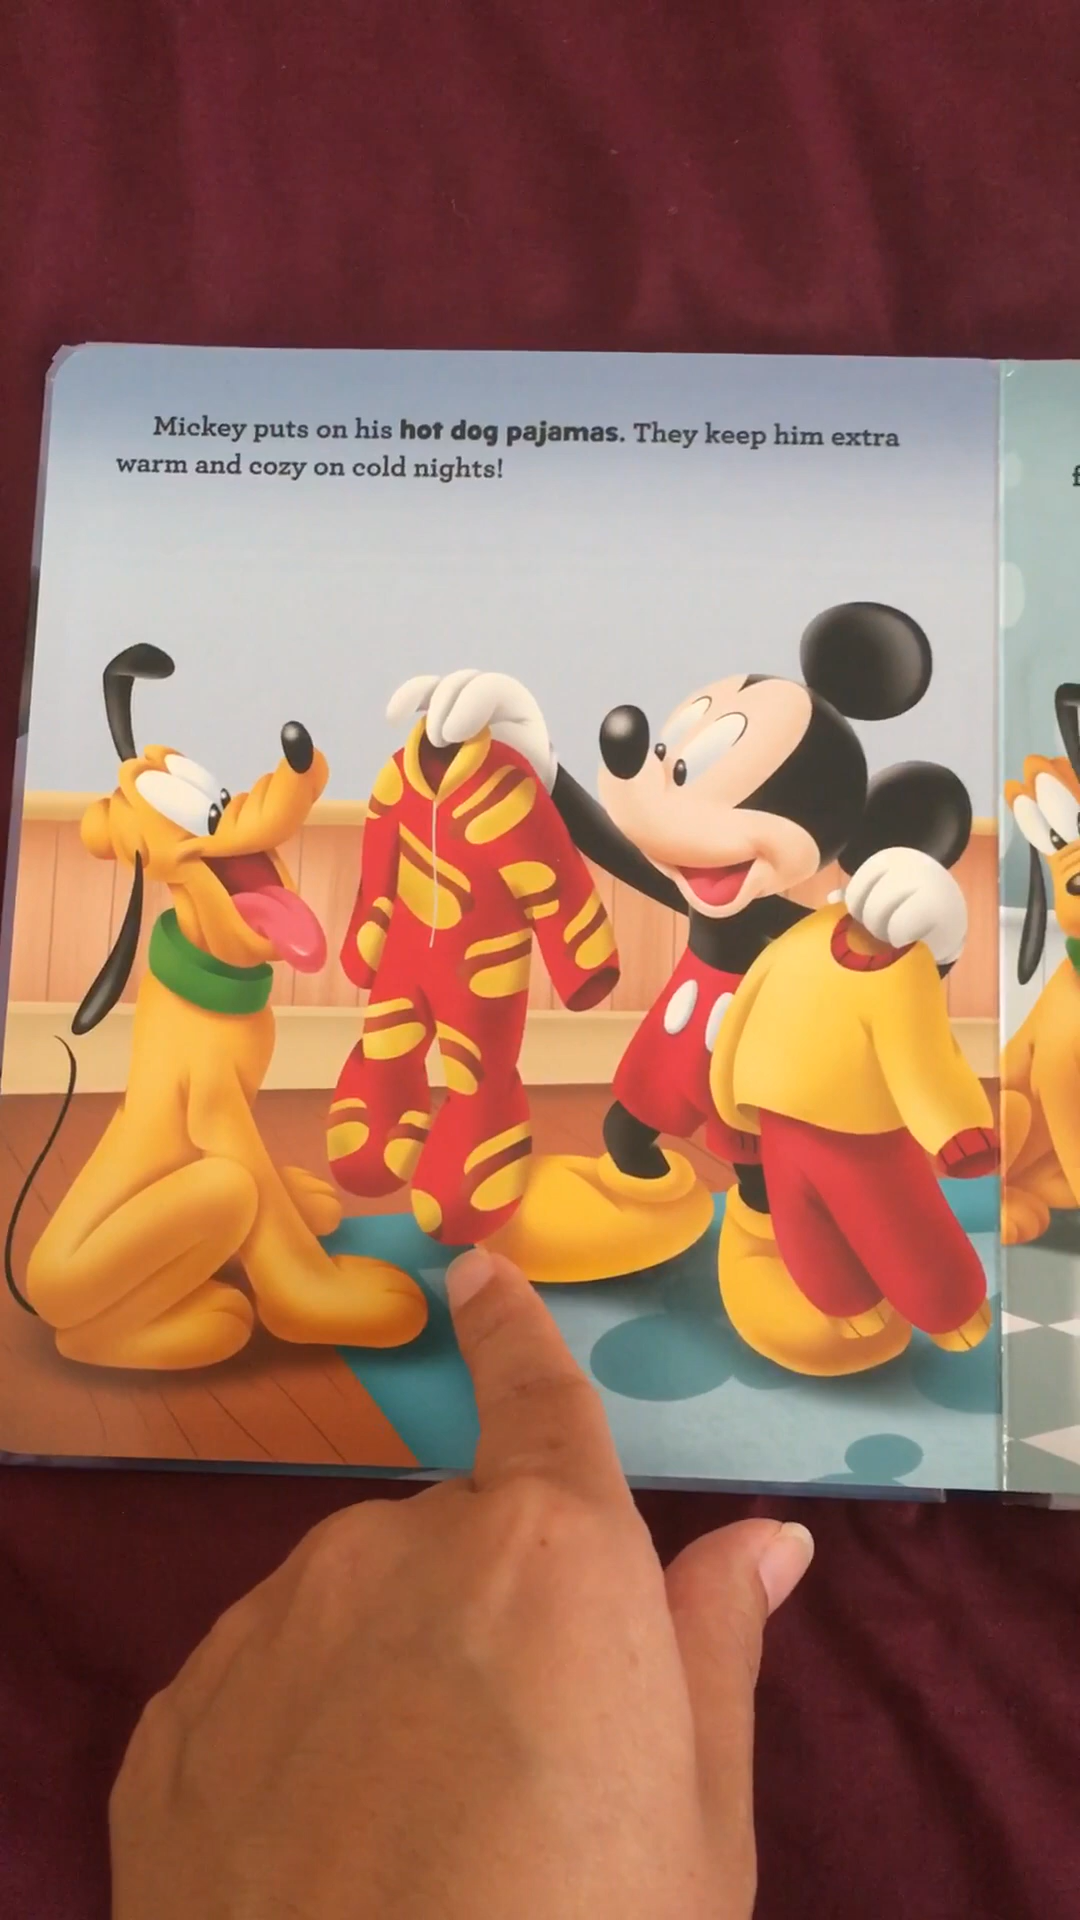 Mickey puts on his hot dog pajamas. They keep him extra
warm and cozy on cold nights!